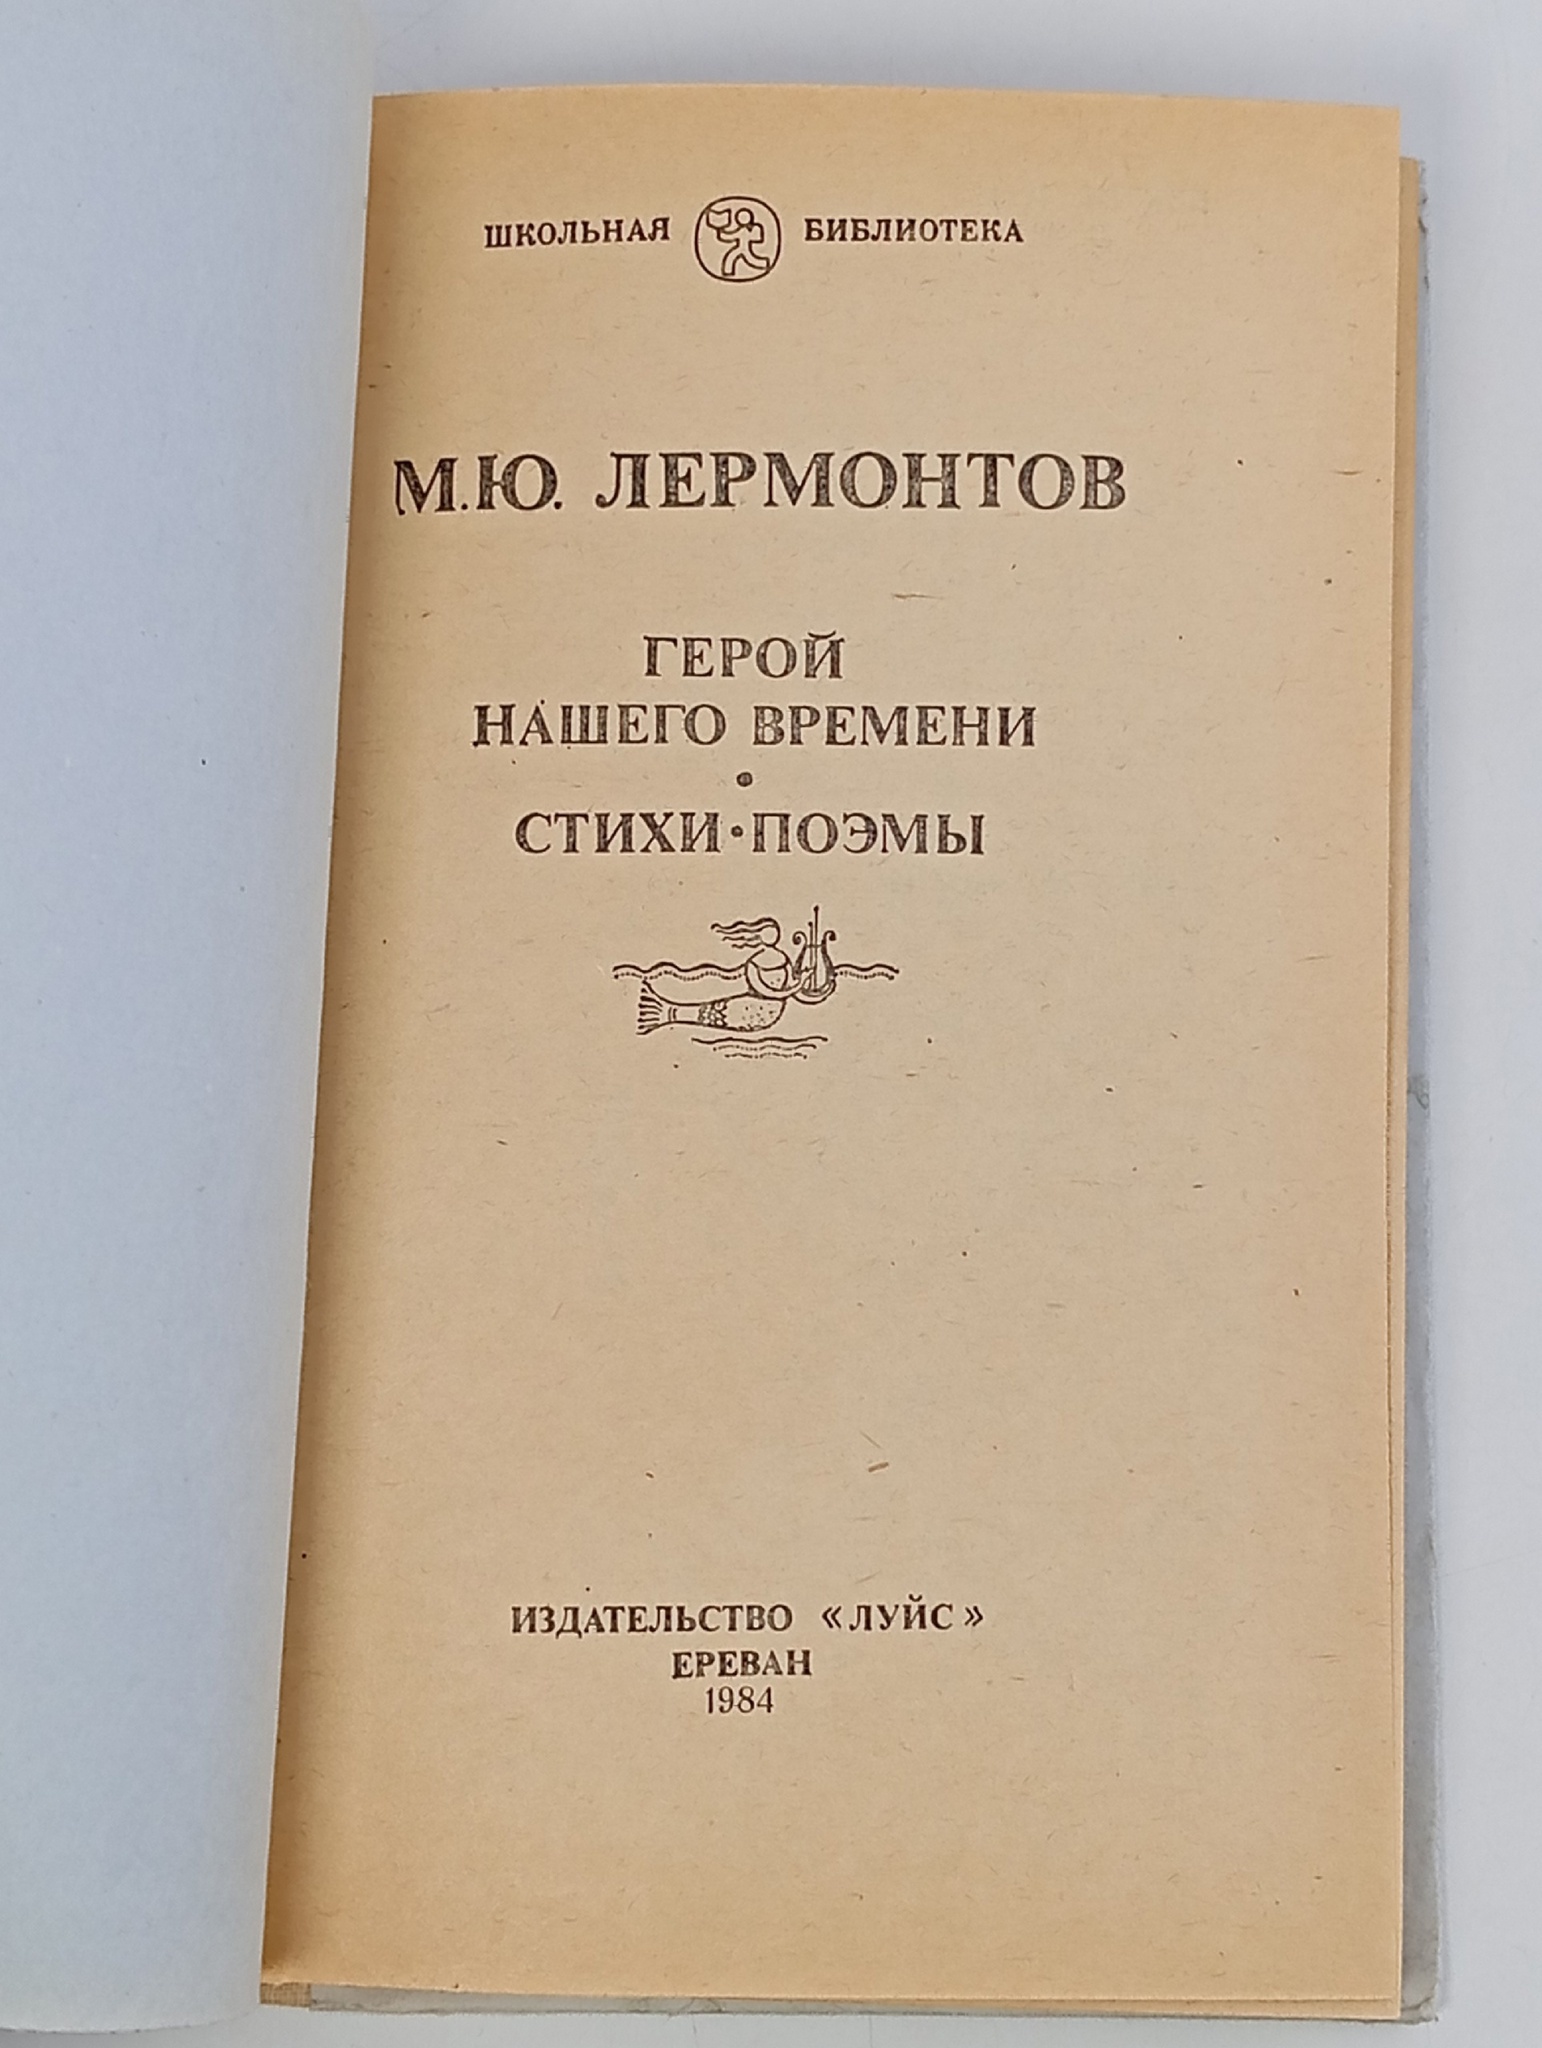 ШКОЛЬНАЯ БИБЛИОТЕКА
М.Ю. ЛЕРМОНТОВ
ГЕРОЙ
НАШЕГО ВРЕМЕНИ
•
СТИХИ•ПОЭМЫ
ИЗДАТЕЛЬСТВО «ЛУЙС»
ЕРЕВАН
1984